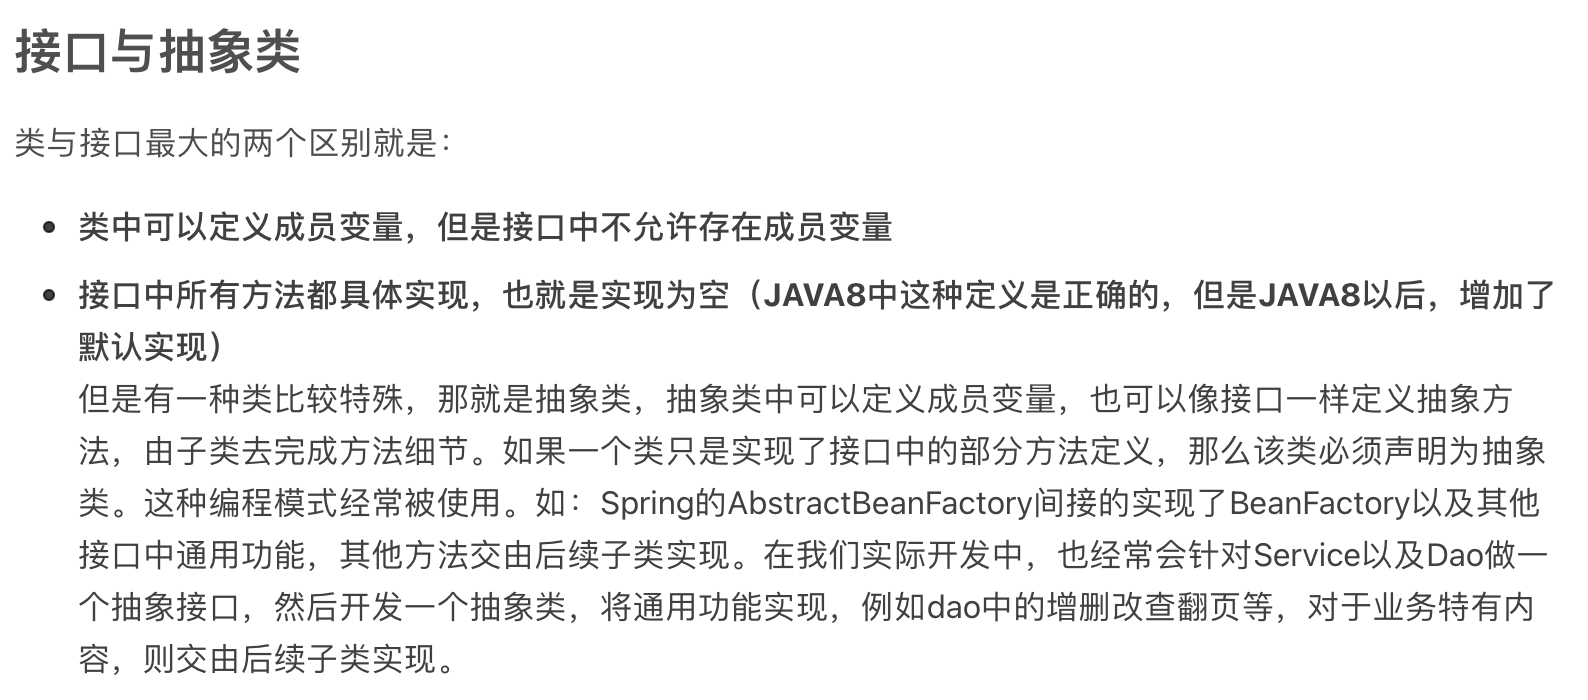 接口与抽象类
类与接口最大的两个区别就是：
类中可以定义成员变量，但是接口中不允许存在成员变量
接口中所有方法都具体实现，也就是实现为空（JAVA8中这种定义是正确的，但是JAVA8以后，增加了
默认实现）
但是有一种类比较特殊，那就是抽象类，抽象类中可以定义成员变量，也可以像接口一样定义抽象方
法，由子类去完成方法细节。如果一个类只是实现了接口中的部分方法定义，那么该类必须声明为抽象
类。这种编程模式经常被使用。如：Spring的AbstractBeanFactory间接的实现了BeanFactory以及其他
接口中通用功能，其他方法交由后续子类实现。在我们实际开发中，也经常会针对Service以及Dao做一
个抽象接口，然后开发一个抽象类，将通用功能实现，例如dao中的增删改查翻页等，对于业务特有内
容，则交由后续子类实现。